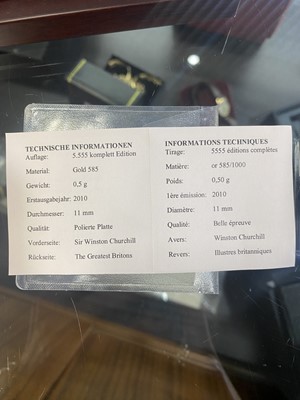 TECHNISCHE INFORMATIONEN
Auflage: 5.555 komplett Edition
Material: Gold 585
Gewicht: 0,5 g
Erstausgabejahr: 2010
Durchmesser: 11 mm
Qualität: Polierte Platte
Vorderseite: Sir Winston Churchill
Rückseite: The Greatest Britons
INFORMATIONS TECHNIQUES
Tirage: 5555 éditions complètes
Matière: or 585/1000
Poids: 0,50 g
1ère émission: 2010
Diamètre: 11 mm
Qualité: Belle épreuve
Avers: Winston Churchill
Revers: Illustres britanniques